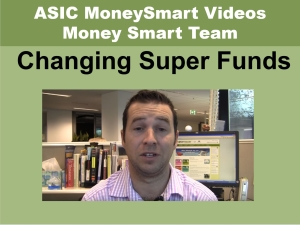 ASIC MoneySmart Videos
Money Smart Team
Changing Super Funds